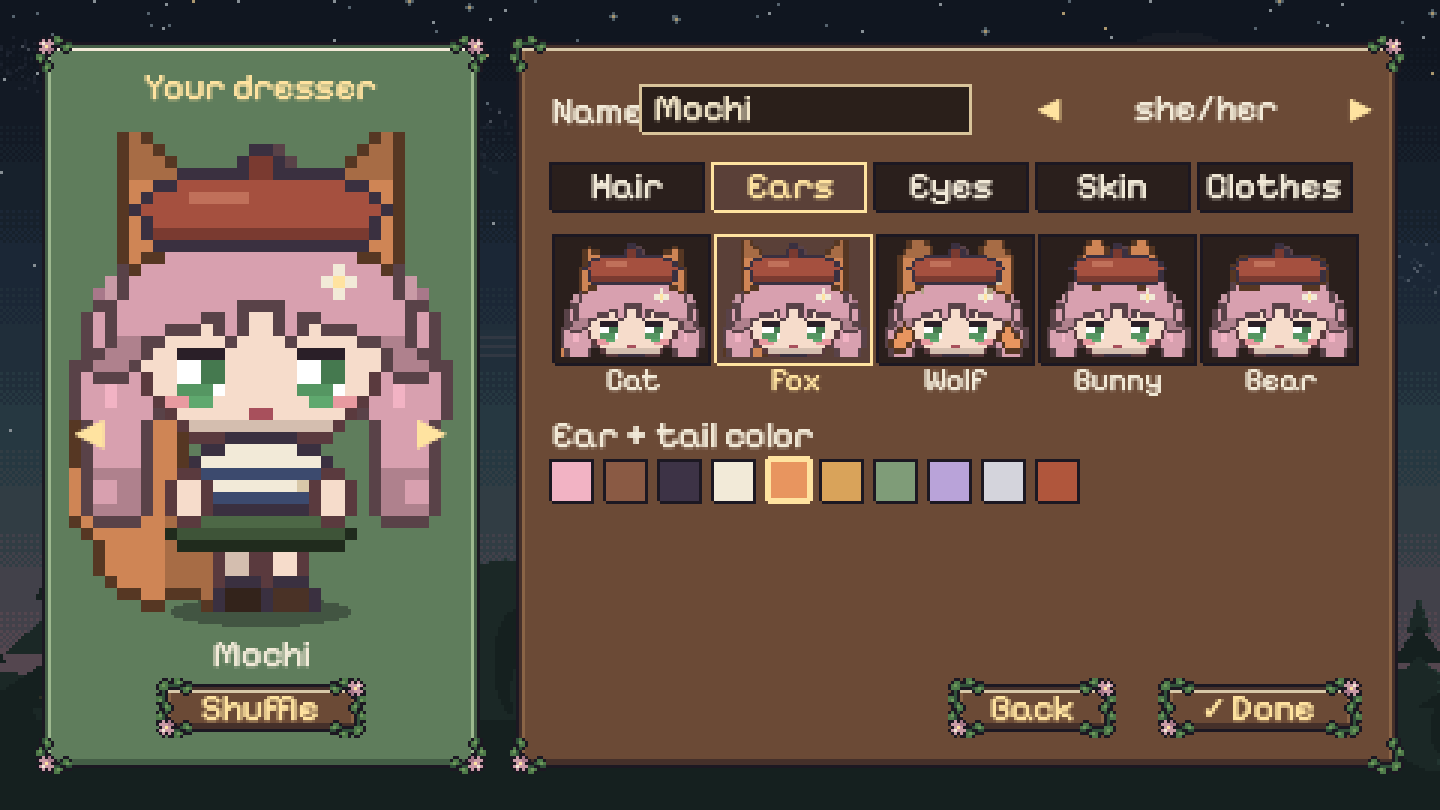 Your dresser
Mochi
Shuffle
Name Mochi
she/her
Hair Ears Eyes Skin Clothes
Cat Fox Wolf Bunny Bear
Ear + tail color
Back ✓ Done